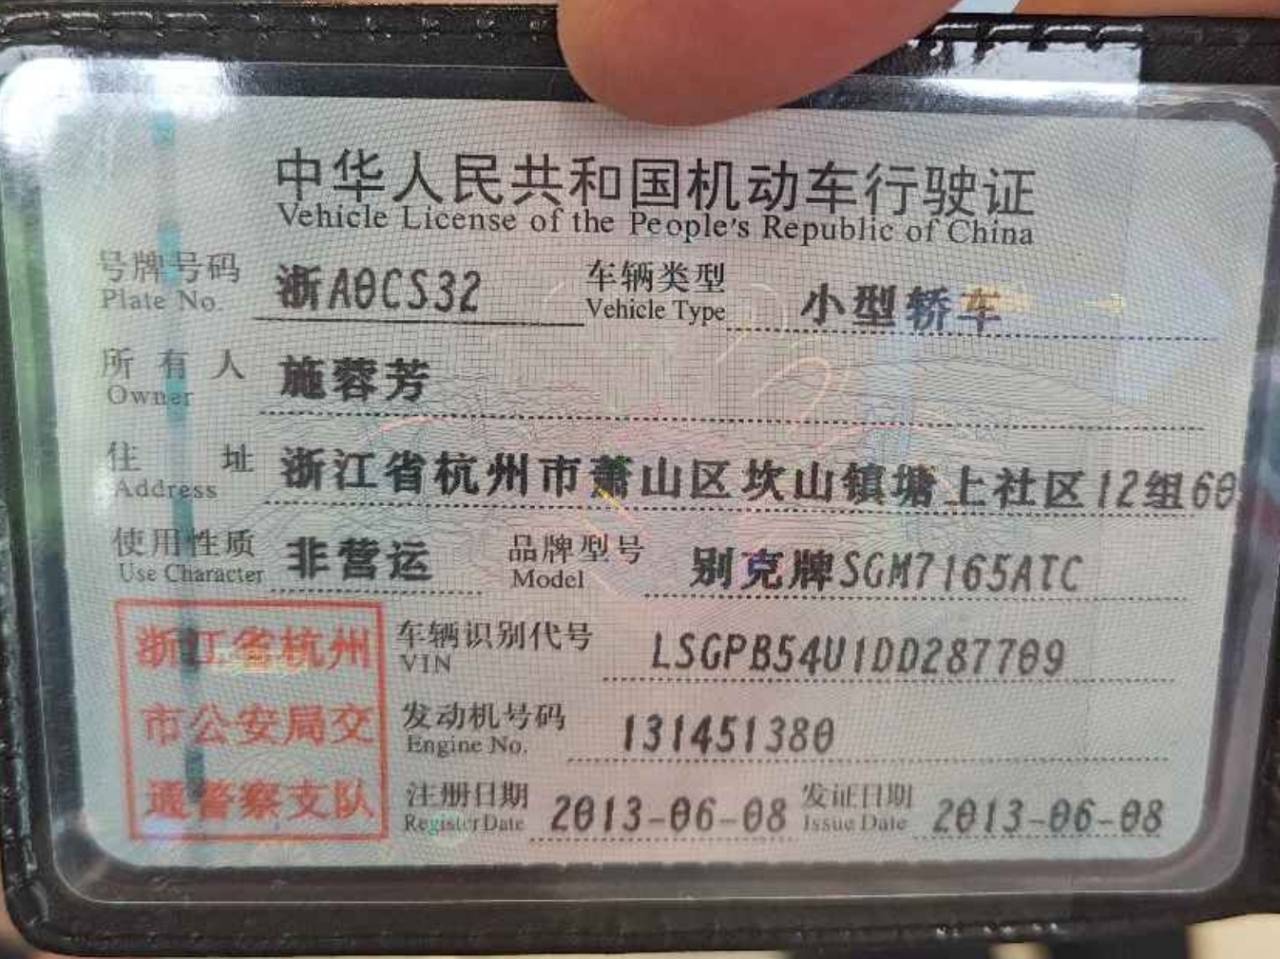 中华人民共和国机动车行驶证
Vehicle License of the People's Republic of China
号牌号码 浙A0CS32 车辆类型 小型轿车
Plate No. Vehicle Type
所有人 施蓉芳
Owner
住址 浙江省杭州市萧山区坎山镇塘上社区12组60
Address
使用性质 非营运 品牌型号 别克牌SGM7165ATC
Use Character Model
浙江省杭州 车辆识别代号 LSGPB54U1DD287709
VIN
市公安局交 发动机号码 131451380
Engine No.
通警察支队 注册日期 2013-06-08 发证日期 2013-06-08
Register Date Issue Date